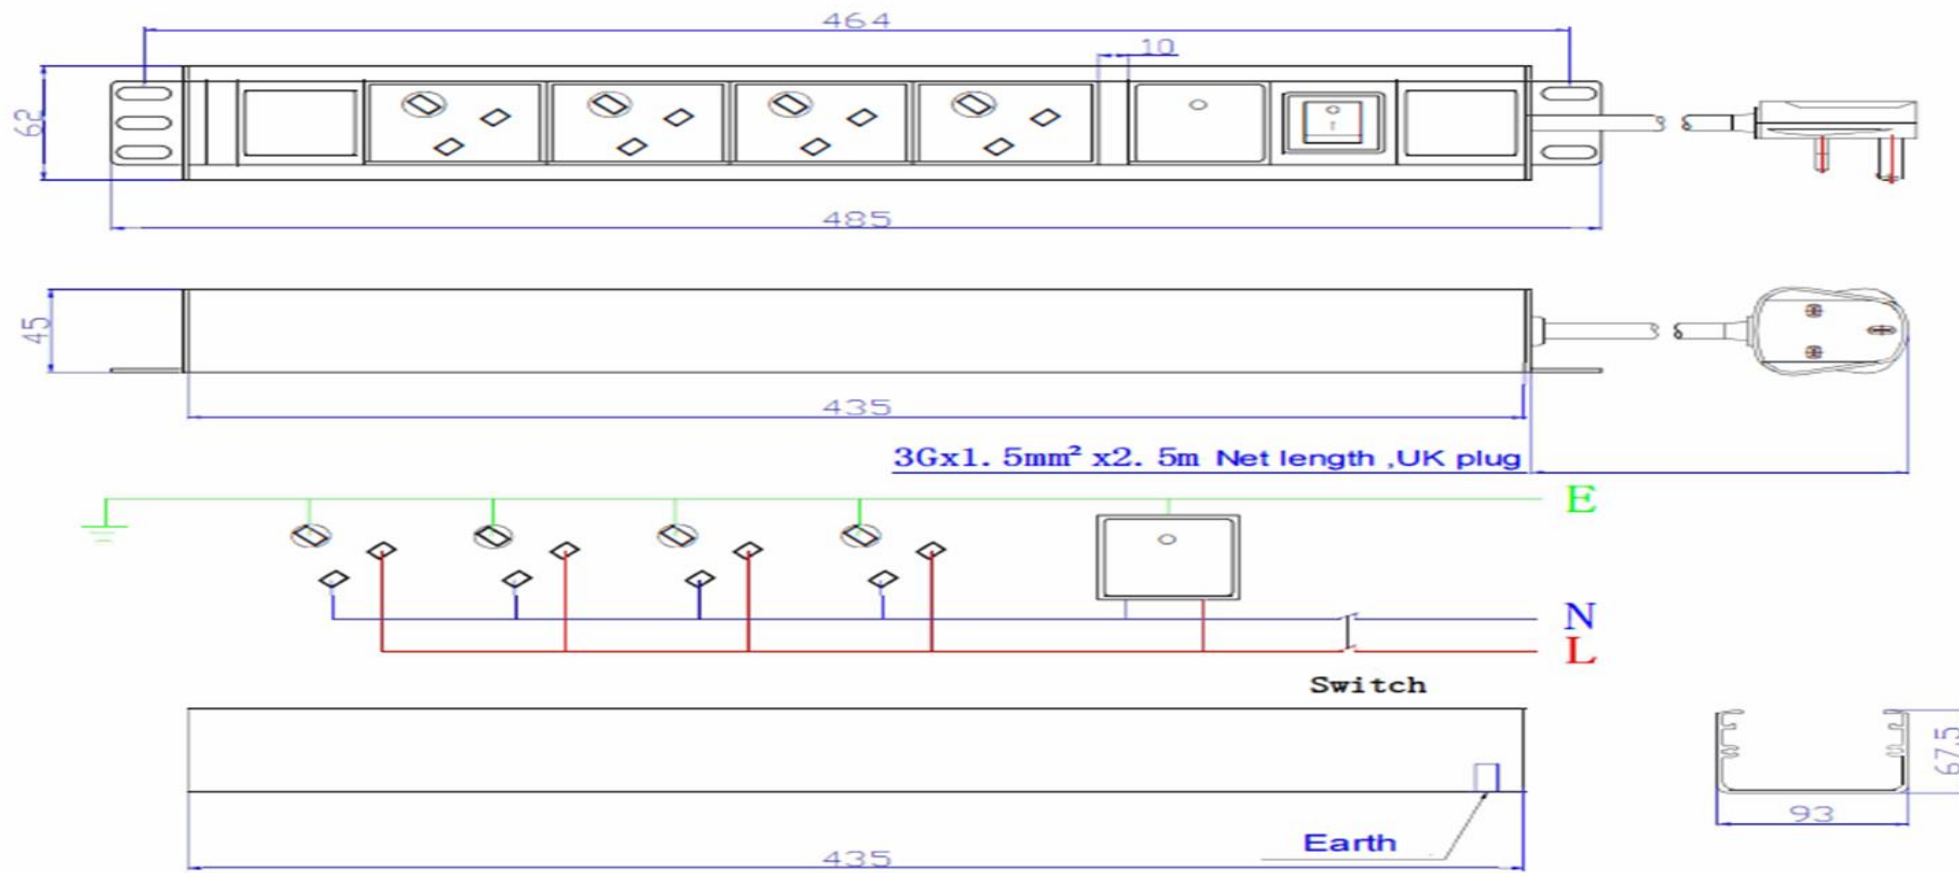 464
10
62
485
45
435
3Gx1. 5mm² x2. 5m Net length ,UK plug
E
N
L
Switch
67,5
93
Earth
435